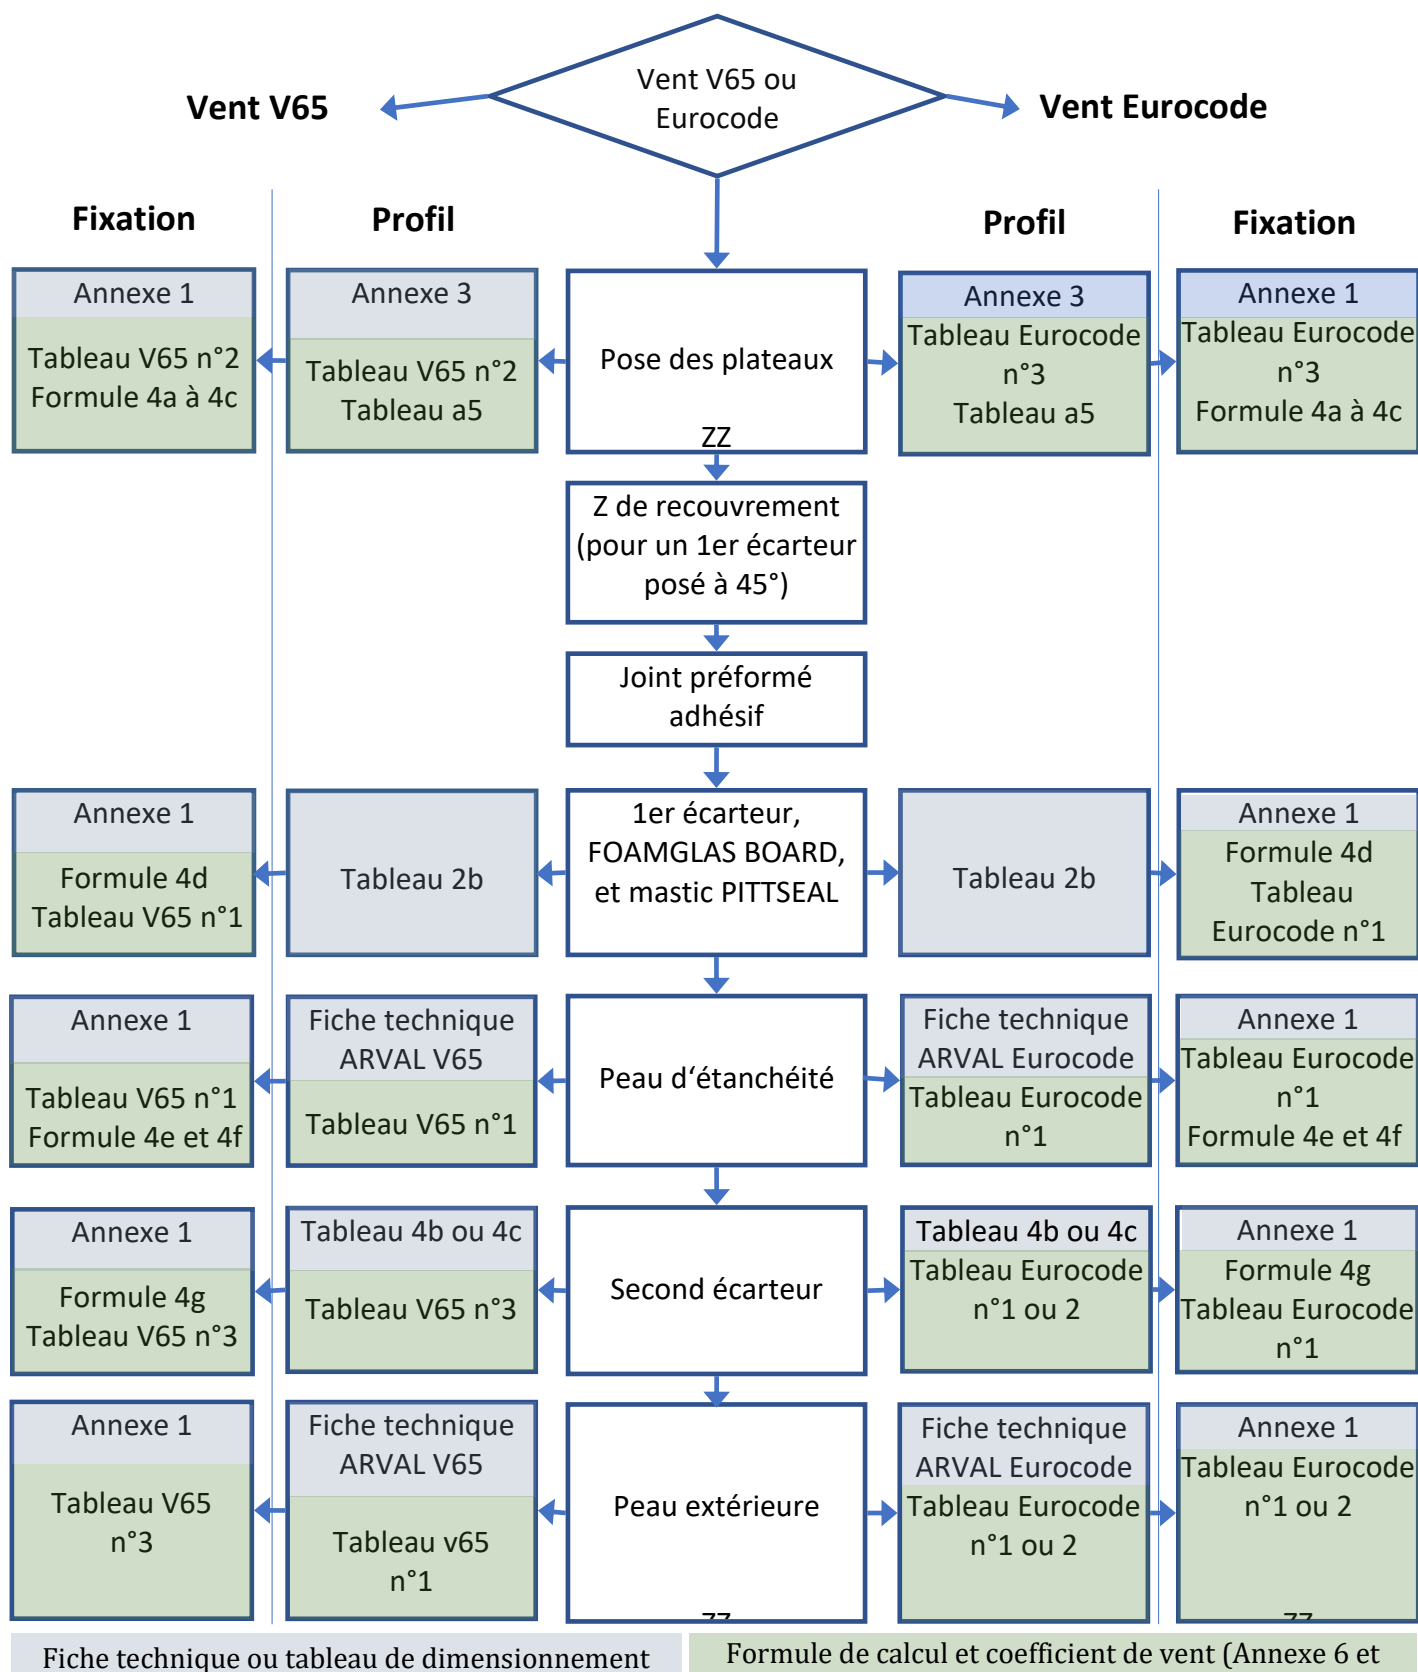 Vent V65 ou
Eurocode
Vent V65
Vent Eurocode
Fixation
Profil
Profil
Fixation
Annexe 1
Tableau V65 n°2
Formule 4a à 4c
Annexe 3
Tableau V65 n°2
Tableau a5
Pose des plateaux
ZZ
Annexe 3
Tableau Eurocode
n°3
Tableau a5
Annexe 1
Tableau Eurocode
n°3
Formule 4a à 4c
Z de recouvrement
(pour un 1er écarteur
posé à 45°)
Joint préformé
adhésif
Annexe 1
Formule 4d
Tableau V65 n°1
Tableau 2b
1er écarteur,
FOAMGLAS BOARD,
et mastic PITTSEAL
Tableau 2b
Annexe 1
Formule 4d
Tableau
Eurocode n°1
Annexe 1
Tableau V65 n°1
Formule 4e et 4f
Fiche technique
ARVAL V65
Tableau V65 n°1
Peau d‘étanchéité
Fiche technique
ARVAL Eurocode
Tableau Eurocode
n°1
Annexe 1
Tableau Eurocode
n°1
Formule 4e et 4f
Annexe 1
Formule 4g
Tableau V65 n°3
Tableau 4b ou 4c
Tableau V65 n°3
Second écarteur
Tableau 4b ou 4c
Tableau Eurocode
n°1 ou 2
Annexe 1
Formule 4g
Tableau Eurocode
n°1
Annexe 1
Tableau V65
n°3
Fiche technique
ARVAL V65
Tableau v65
n°1
Peau extérieure
ZZ
Fiche technique
ARVAL Eurocode
Tableau Eurocode
n°1 ou 2
Annexe 1
Tableau Eurocode
n°1 ou 2
ZZ
Fiche technique ou tableau de dimensionnement
Formule de calcul et coefficient de vent (Annexe 6 et